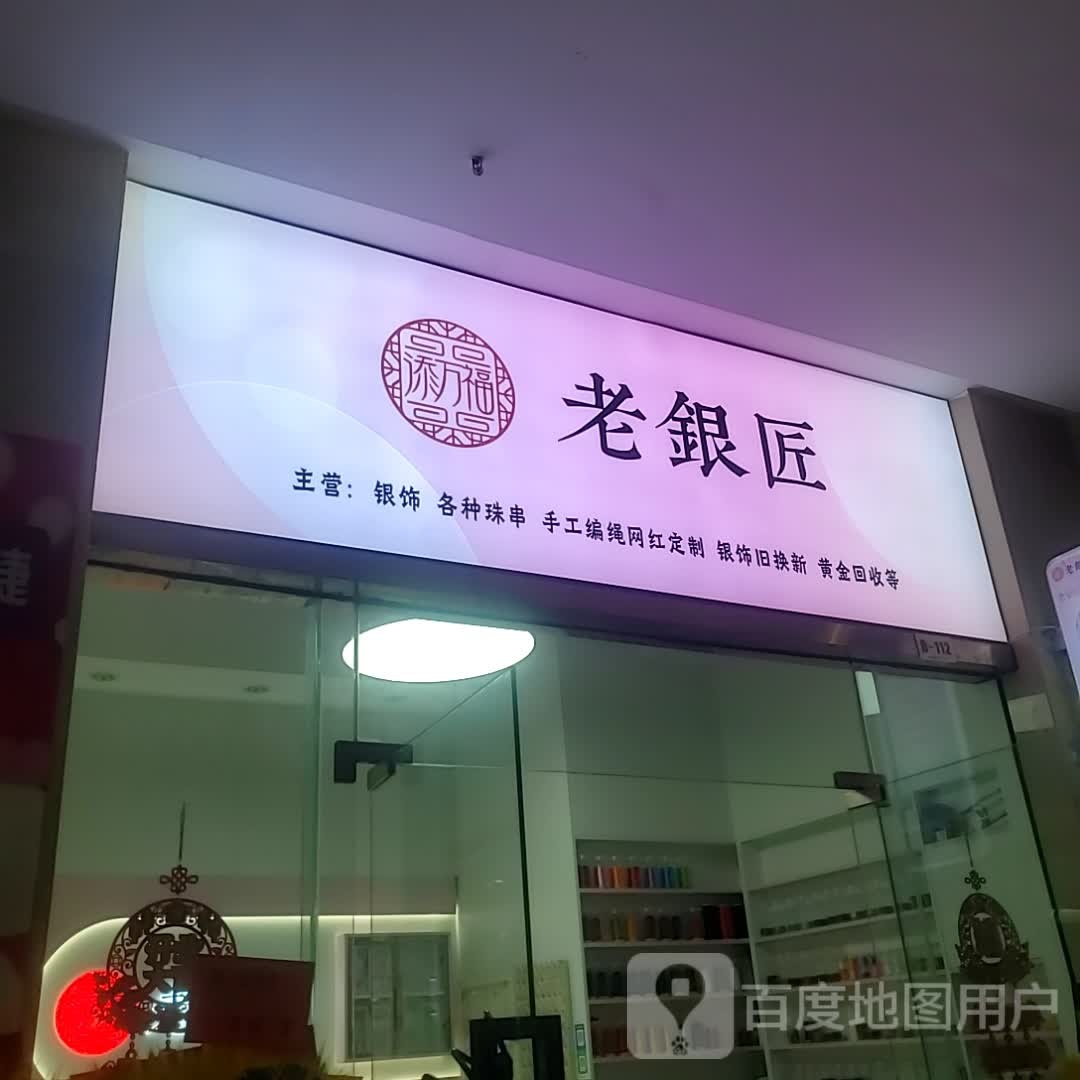 添万福
老銀匠
主营：银饰 各种珠串 手工编绳网红定制 银饰旧换新 黄金回收等
B-112
捷
百度地图用户